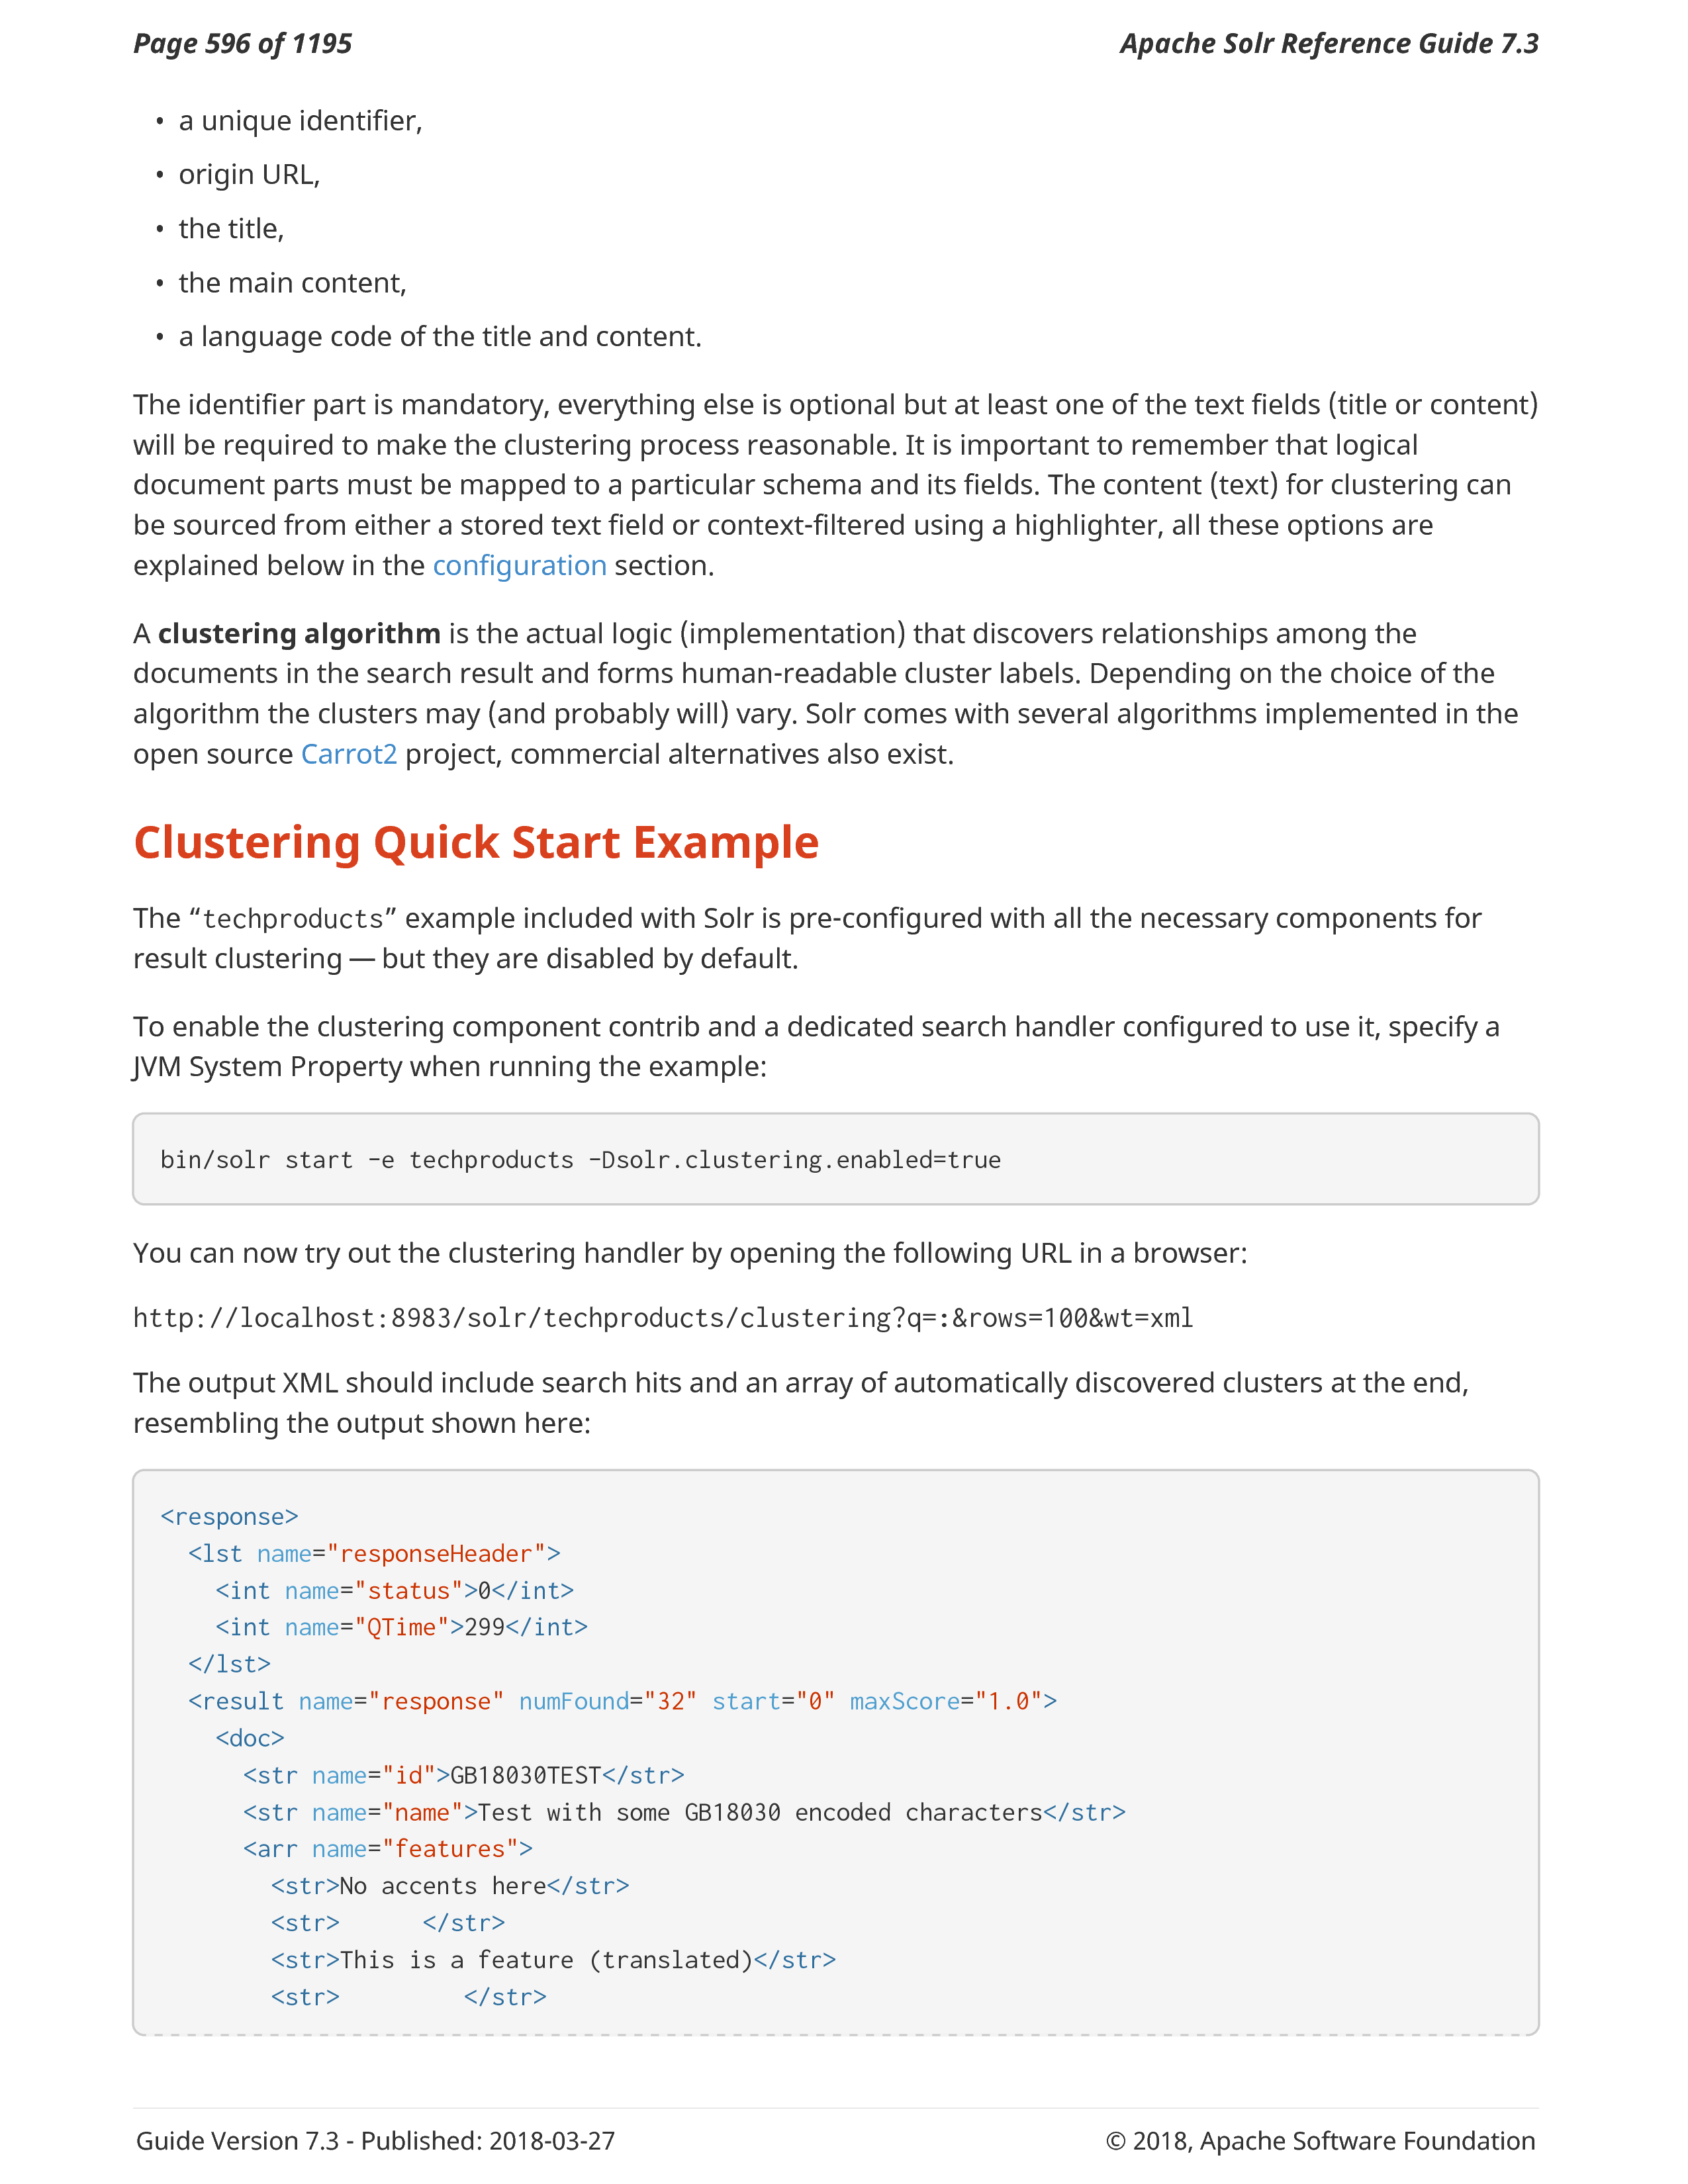 Page 596 of 1195
Apache Solr Reference Guide 7.3
• a unique identifier,
• origin URL,
• the title,
• the main content,
• a language code of the title and content.
The identifier part is mandatory, everything else is optional but at least one of the text fields (title or content)
will be required to make the clustering process reasonable. It is important to remember that logical
document parts must be mapped to a particular schema and its fields. The content (text) for clustering can
be sourced from either a stored text field or context-filtered using a highlighter, all these options are
explained below in the configuration section.
A clustering algorithm is the actual logic (implementation) that discovers relationships among the
documents in the search result and forms human-readable cluster labels. Depending on the choice of the
algorithm the clusters may (and probably will) vary. Solr comes with several algorithms implemented in the
open source Carrot2 project, commercial alternatives also exist.
Clustering Quick Start Example
The “techproducts” example included with Solr is pre-configured with all the necessary components for
result clustering — but they are disabled by default.
To enable the clustering component contrib and a dedicated search handler configured to use it, specify a
JVM System Property when running the example:
bin/solr start -e techproducts -Dsolr.clustering.enabled=true
You can now try out the clustering handler by opening the following URL in a browser:
http://localhost:8983/solr/techproducts/clustering?q=:&rows=100&wt=xml
The output XML should include search hits and an array of automatically discovered clusters at the end,
resembling the output shown here:
<response>
  <lst name="responseHeader">
    <int name="status">0</int>
    <int name="QTime">299</int>
  </lst>
  <result name="response" numFound="32" start="0" maxScore="1.0">
    <doc>
      <str name="id">GB18030TEST</str>
      <str name="name">Test with some GB18030 encoded characters</str>
      <arr name="features">
        <str>No accents here</str>
        <str>      </str>
        <str>This is a feature (translated)</str>
        <str>         </str>
Guide Version 7.3 - Published: 2018-03-27
© 2018, Apache Software Foundation